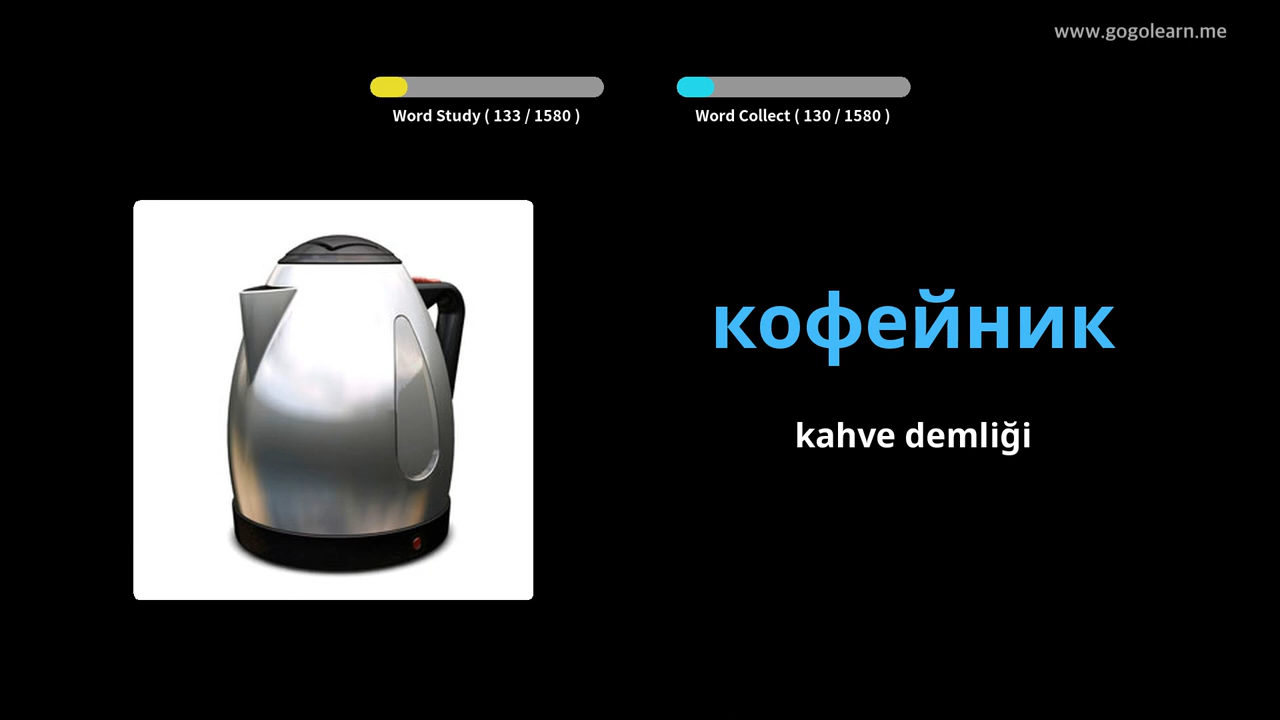 www.gogolearn.me
Word Study ( 133 / 1580 )
Word Collect ( 130 / 1580 )
кофейник
kahve demliği